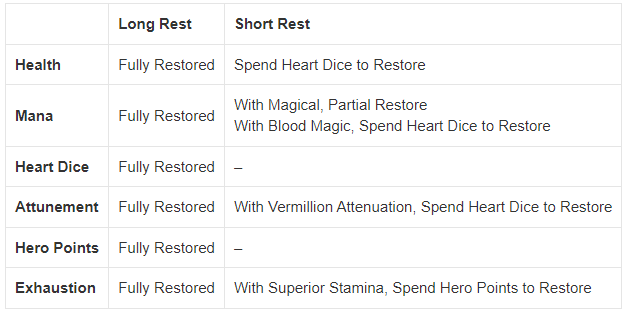 Long Rest Short Rest
Health Fully Restored Spend Heart Dice to Restore
Mana Fully Restored With Magical, Partial Restore
With Blood Magic, Spend Heart Dice to Restore
Heart Dice Fully Restored –
Attunement Fully Restored With Vermillion Attenuation, Spend Heart Dice to Restore
Hero Points Fully Restored –
Exhaustion Fully Restored With Superior Stamina, Spend Hero Points to Restore